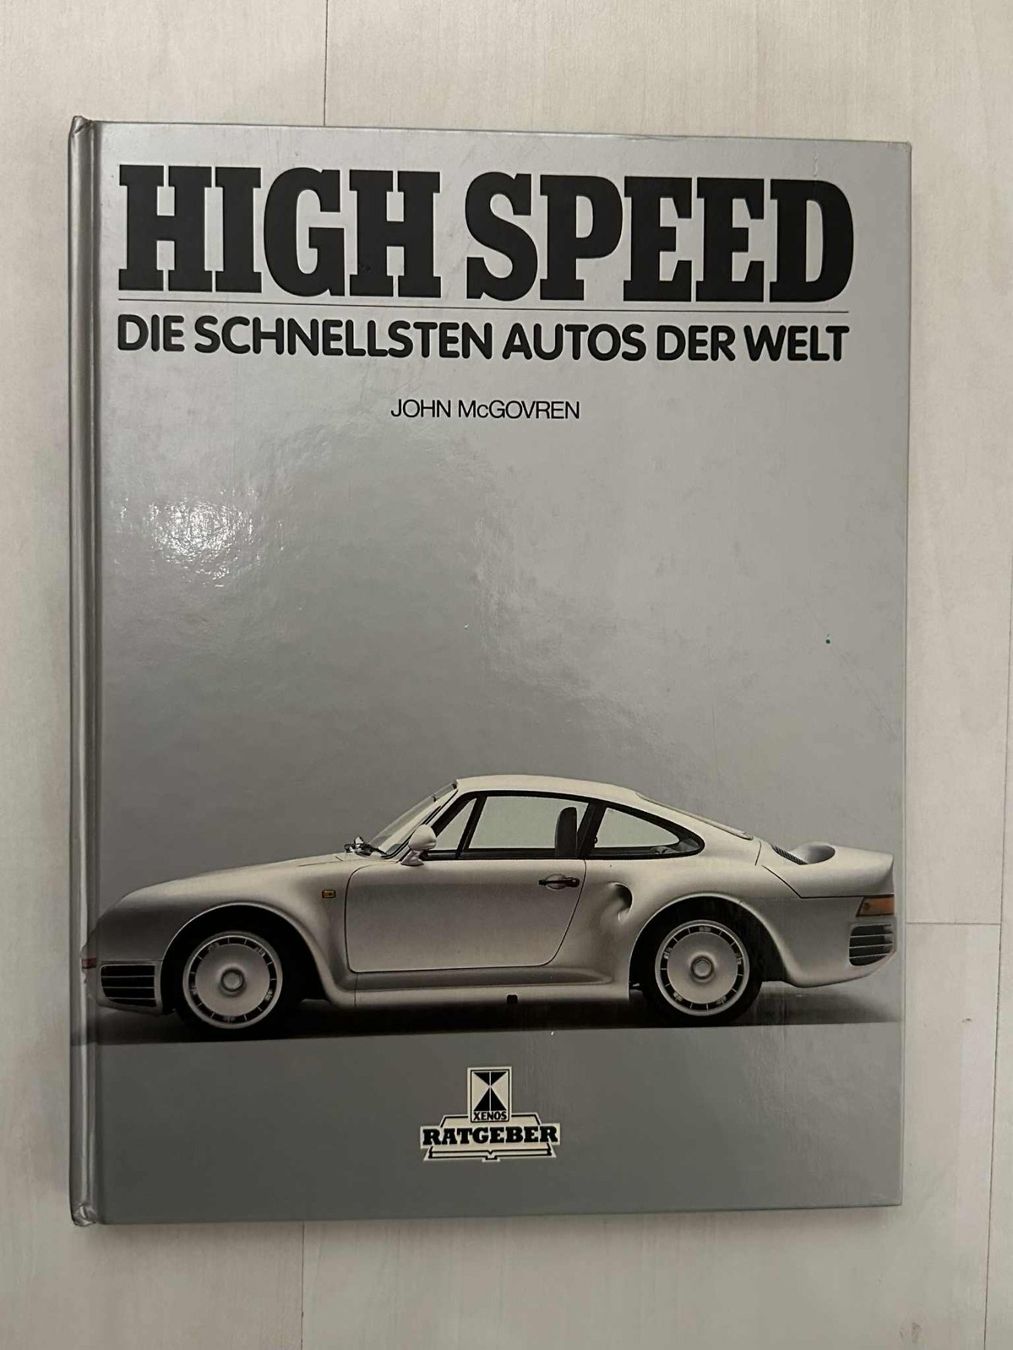 HIGH SPEED
DIE SCHNELLSTEN AUTOS DER WELT
JOHN McGOVREN
XENOS
RATGEBER